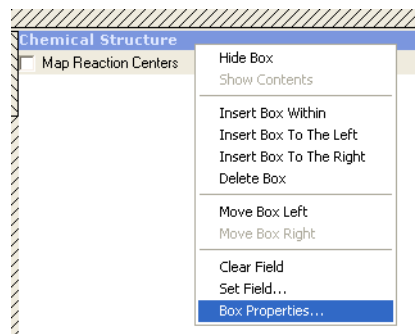 Chemical Structure
Map Reaction Centers
Hide Box
Show Contents
Insert Box Within
Insert Box To The Left
Insert Box To The Right
Delete Box
Move Box Left
Move Box Right
Clear Field
Set Field...
Box Properties...